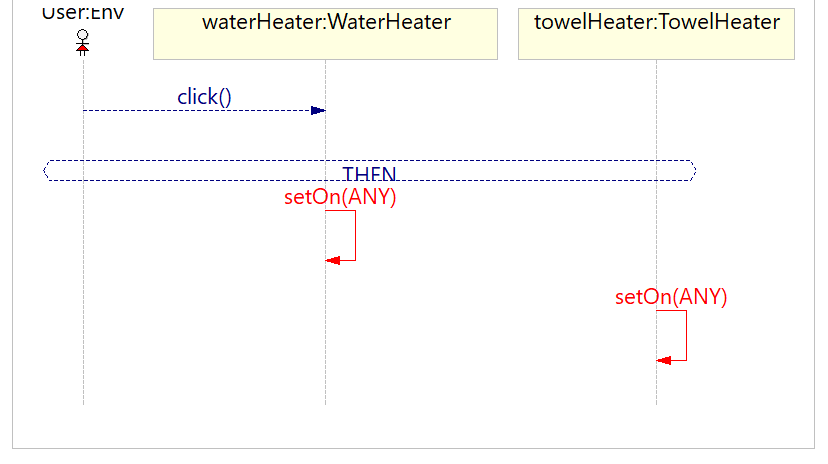 User:Env
waterHeater:WaterHeater
towelHeater:TowelHeater
click()
THEN
setOn(ANY)
setOn(ANY)